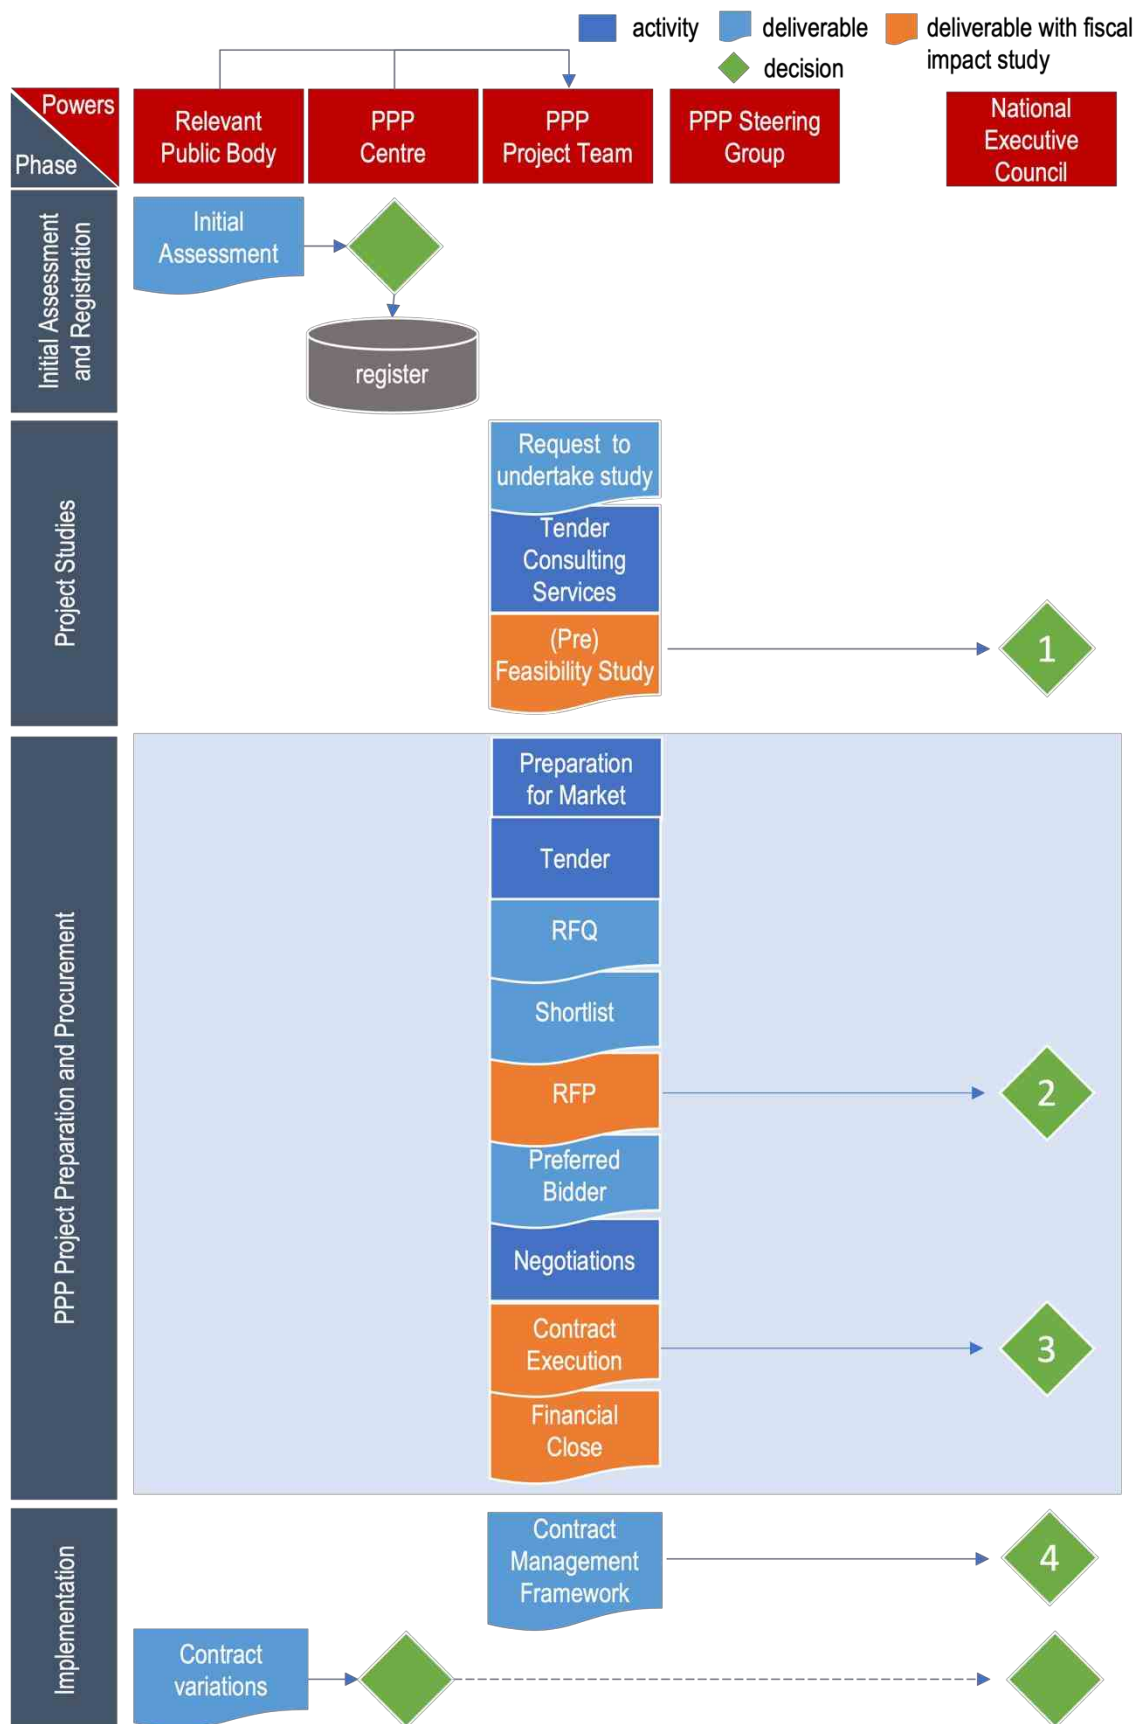 activity
deliverable
deliverable with fiscal
impact study
decision
Powers
Phase
Relevant
Public Body
PPP
Centre
PPP
Project Team
PPP Steering
Group
National
Executive
Council
Initial Assessment
and Registration
Initial
Assessment
register
Project Studies
Request to
undertake study
Tender
Consulting
Services
(Pre)
Feasibility Study
1
PPP Project Preparation and Procurement
Preparation
for Market
Tender
RFQ
Shortlist
RFP
2
Preferred
Bidder
Negotiations
Contract
Execution
3
Financial
Close
Implementation
Contract
Management
Framework
4
Contract
variations